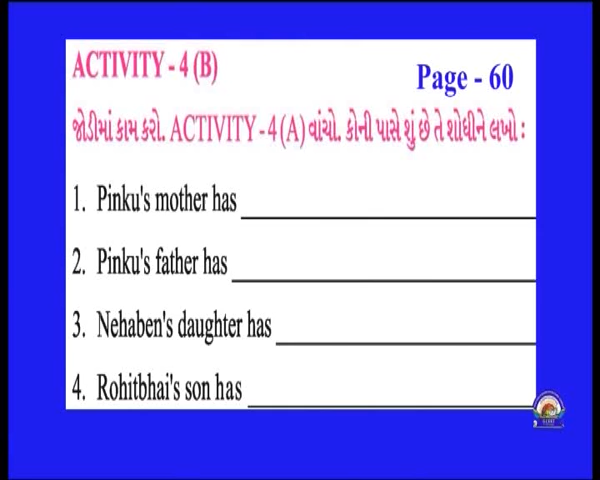 ACTIVITY - 4 (B)
Page - 60
જોડીમાં કામ કરો. ACTIVITY - 4 (A) વાંચો. કોની પાસે શું છે તે શોધીને લખો :
1. Pinku's mother has
2. Pinku's father has
3. Nehaben's daughter has
4. Rohitbhai's son has